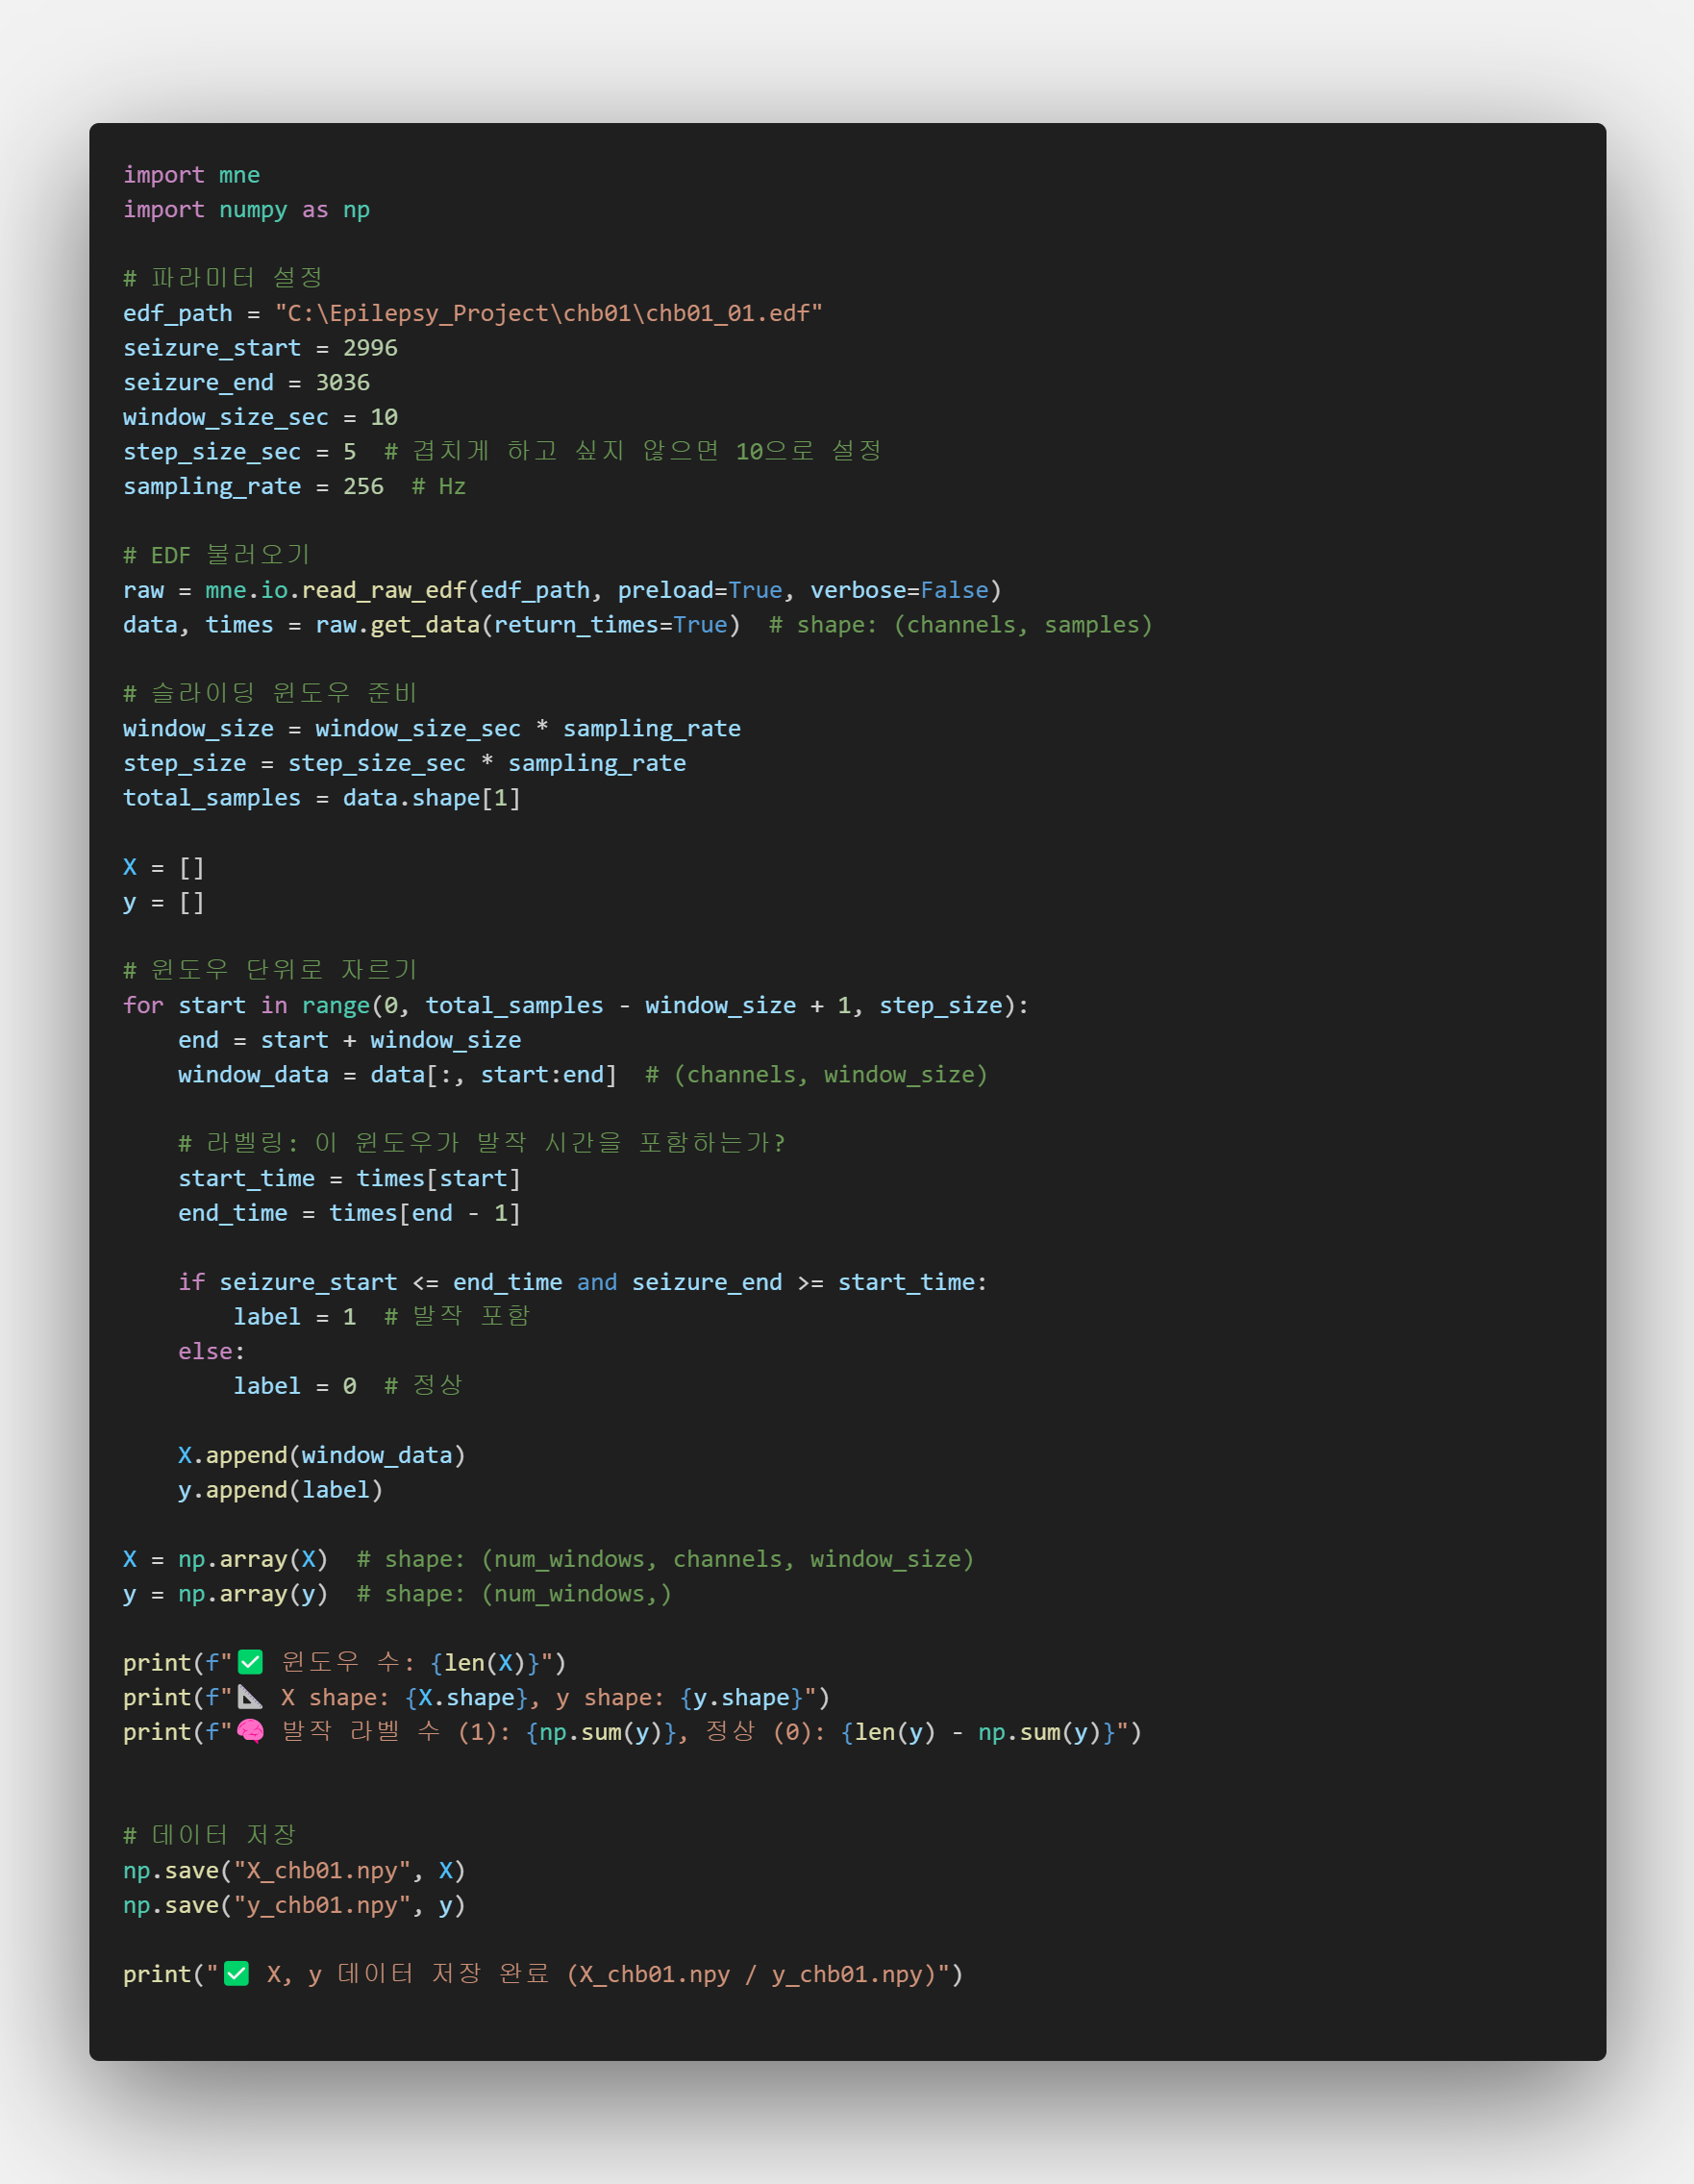 import mne
import numpy as np
# 파라미터 설정
edf_path = "C:\Epilepsy_Project\chb01\chb01_01.edf"
seizure_start = 2996
seizure_end = 3036
window_size_sec = 10
step_size_sec = 5  # 겹치게 하고 싶지 않으면 10으로 설정
sampling_rate = 256  # Hz
# EDF 불러오기
raw = mne.io.read_raw_edf(edf_path, preload=True, verbose=False)
data, times = raw.get_data(return_times=True)  # shape: (channels, samples)
# 슬라이딩 윈도우 준비
window_size = window_size_sec * sampling_rate
step_size = step_size_sec * sampling_rate
total_samples = data.shape[1]
X = []
y = []
# 윈도우 단위로 자르기
for start in range(0, total_samples - window_size + 1, step_size):
    end = start + window_size
    window_data = data[:, start:end]  # (channels, window_size)
    # 라벨링: 이 윈도우가 발작 시간을 포함하는가?
    start_time = times[start]
    end_time = times[end - 1]
    if seizure_start <= end_time and seizure_end >= start_time:
        label = 1  # 발작 포함
    else:
        label = 0  # 정상
    X.append(window_data)
    y.append(label)
X = np.array(X)  # shape: (num_windows, channels, window_size)
y = np.array(y)  # shape: (num_windows,)
print(f"✅ 윈도우 수: {len(X)}")
print(f"📐 X shape: {X.shape}, y shape: {y.shape}")
print(f"🧠 발작 라벨 수 (1): {np.sum(y)}, 정상 (0): {len(y) - np.sum(y)}")
# 데이터 저장
np.save("X_chb01.npy", X)
np.save("y_chb01.npy", y)
print("✅ X, y 데이터 저장 완료 (X_chb01.npy / y_chb01.npy)")